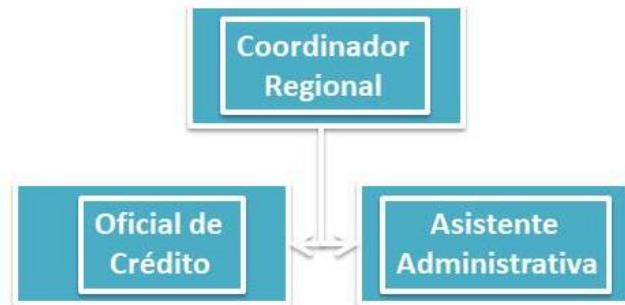 Coordinador
Regional
Oficial de
Crédito
Asistente
Administrativa